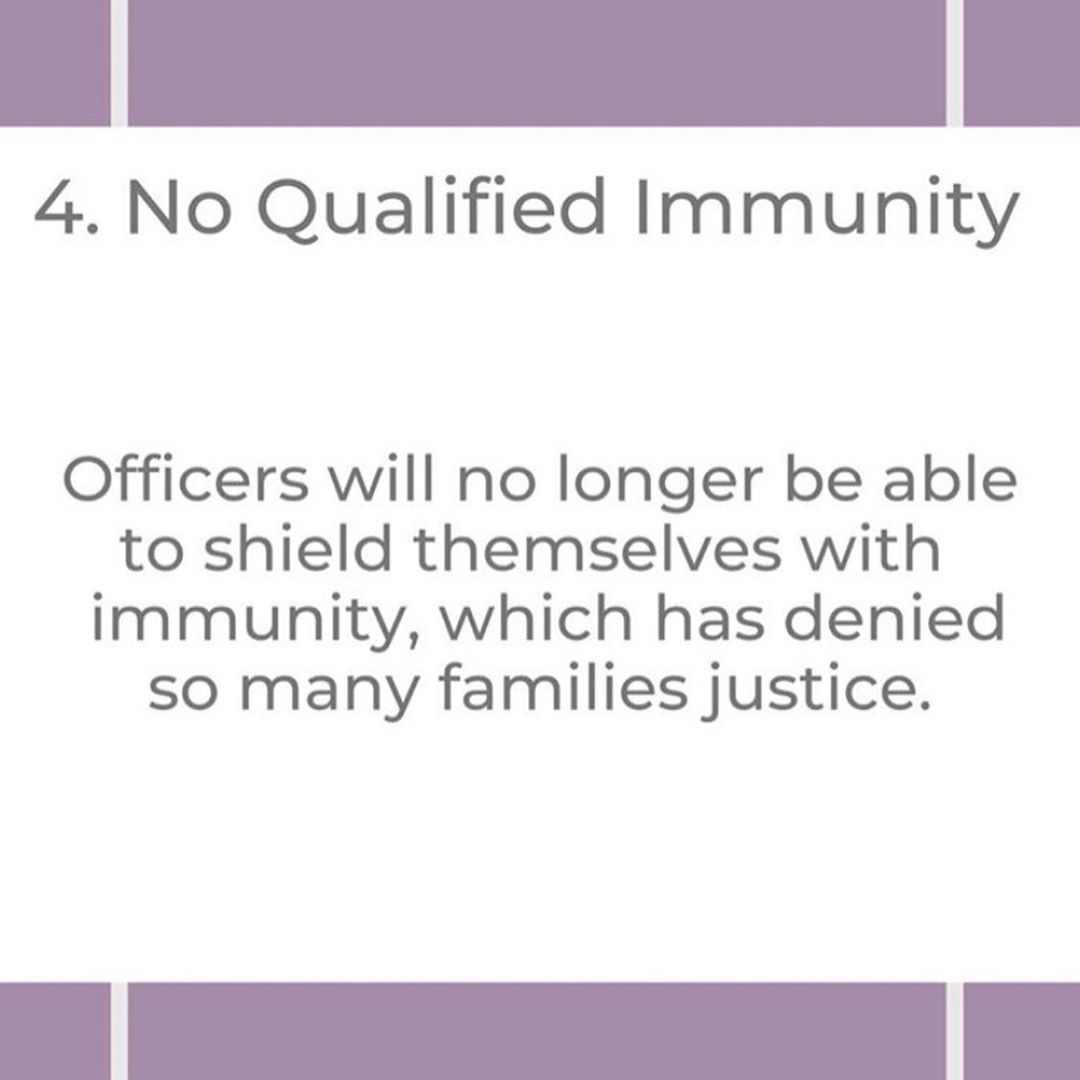 4. No Qualified Immunity
Officers will no longer be able
to shield themselves with
immunity, which has denied
so many families justice.